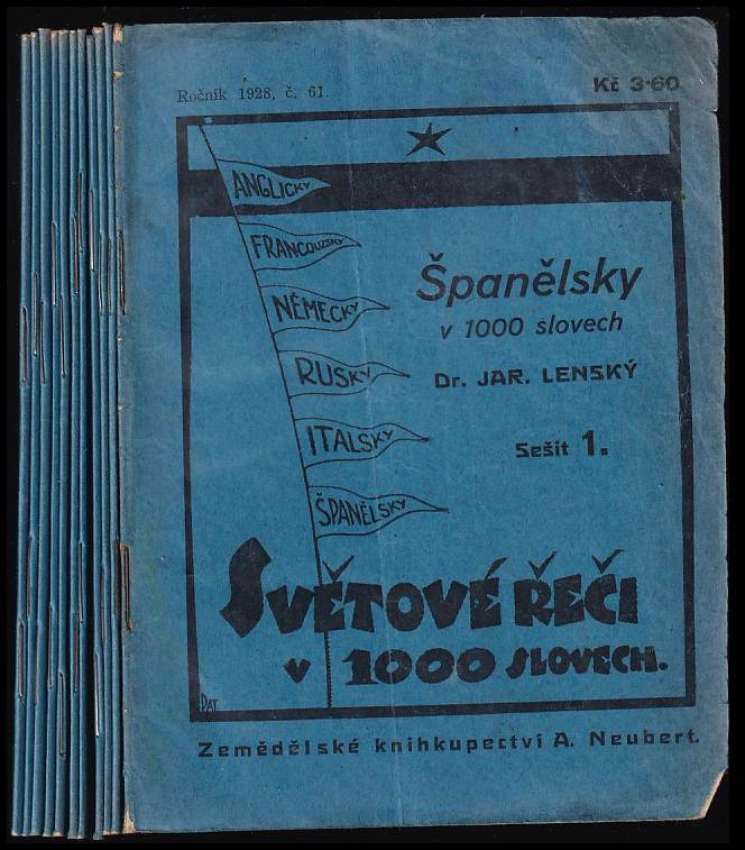 Ročník 1928, č. 61.
Kč 3·60
ANGLICKY
FRANCOUZSKY
NĚMECKY
RUSKY
ITALSKY
ŠPANĚLSKY
Španělsky
v 1000 slovech
Dr. JAR. LENSKÝ
Sešit 1.
SVĚTOVÉ ŘEČI
v 1000 SLOVECH.
DAT.
Zemědělské knihkupectví A. Neubert.